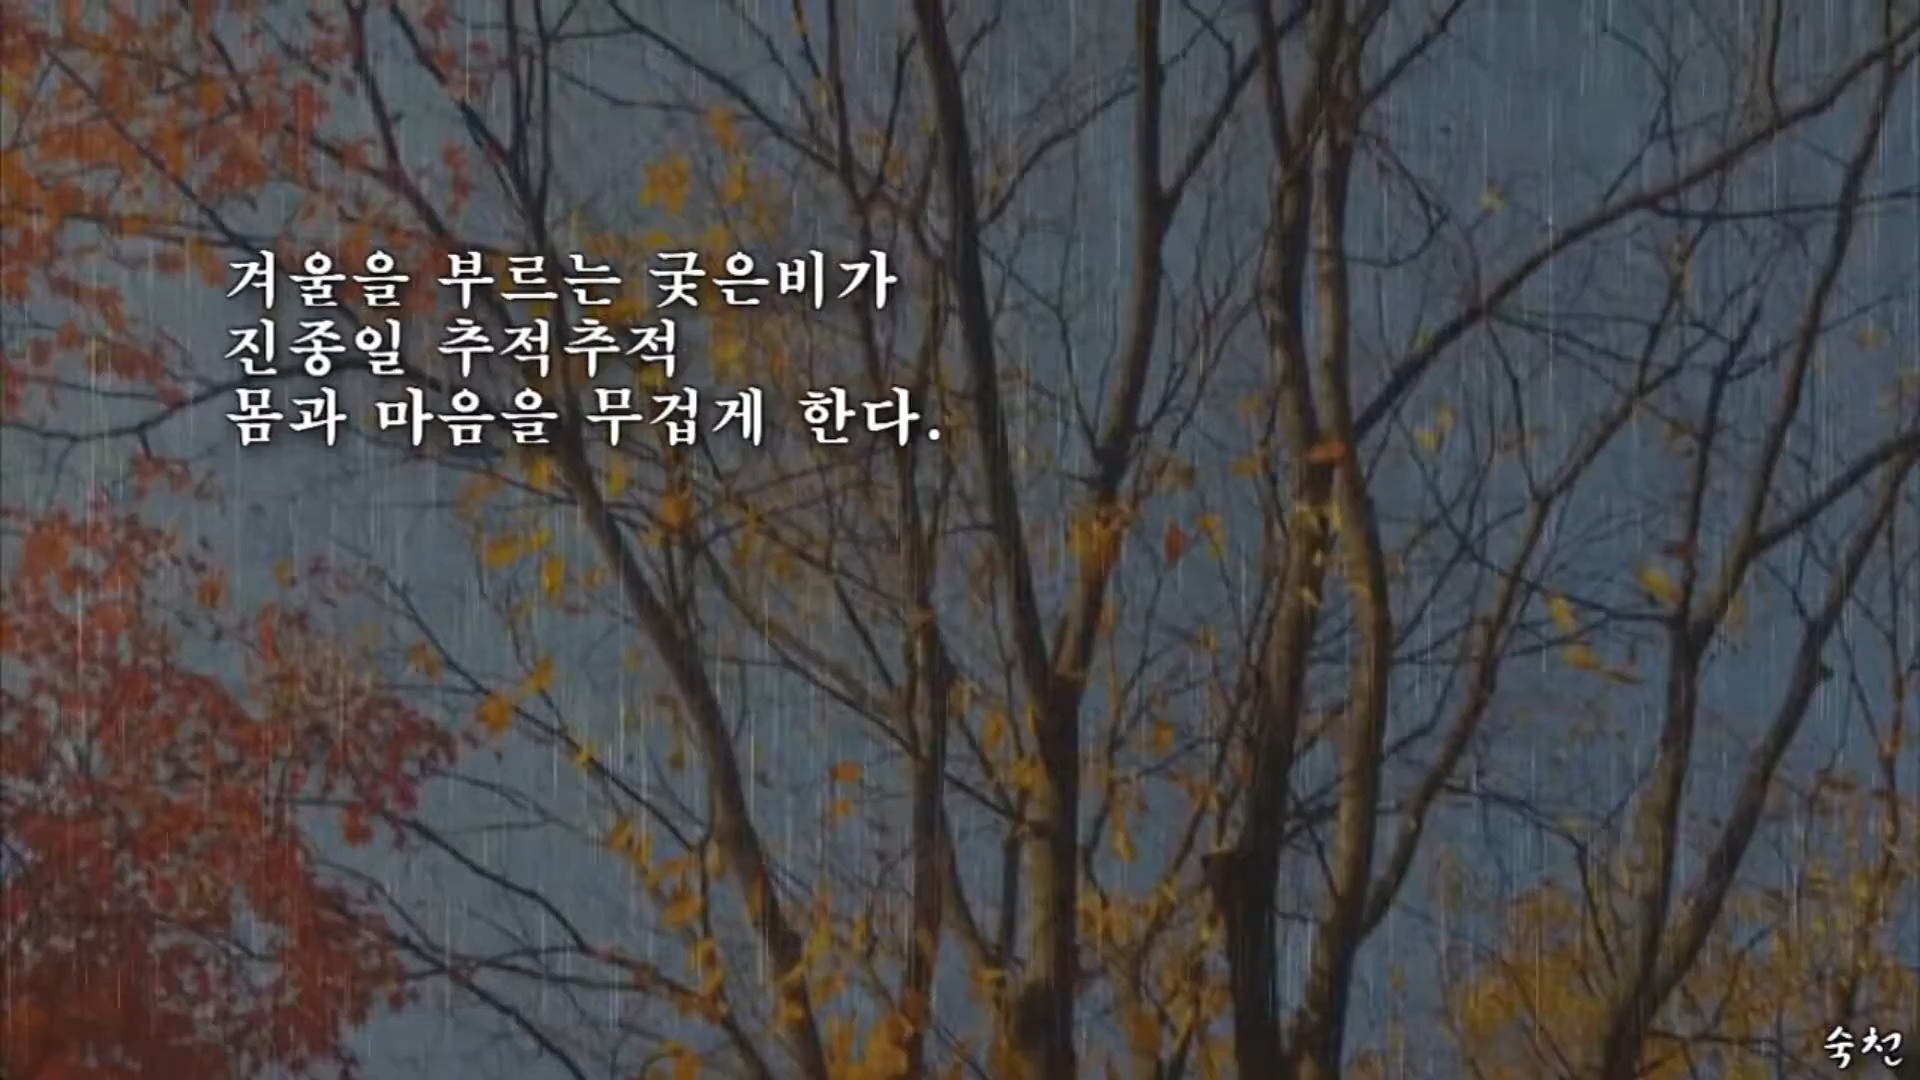 겨울을 부르는 궂은비가
진종일 추적추적
몸과 마음을 무겁게 한다.
숙천